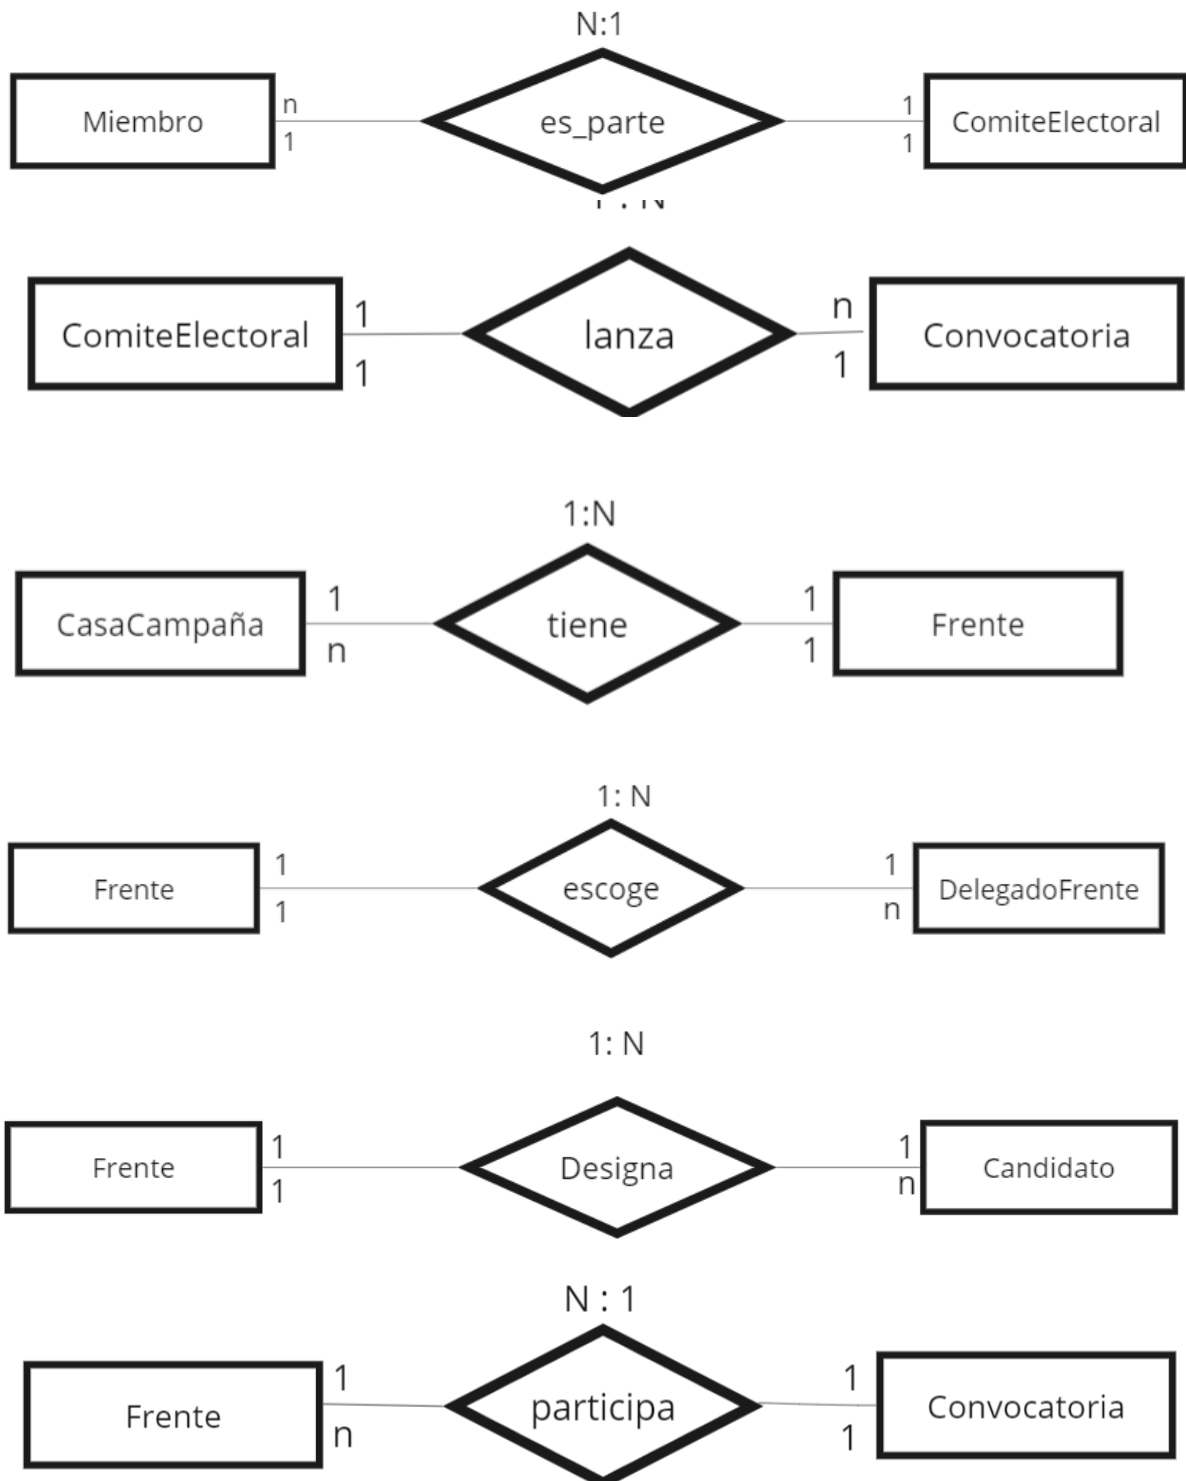 N:1
n
1
Miembro
es_parte
1
1
ComiteElectoral
1 : N
1
1
ComiteElectoral
lanza
n
1
Convocatoria
1:N
1
n
CasaCampaña
tiene
1
1
Frente
1: N
1
1
Frente
escoge
1
n
DelegadoFrente
1: N
1
1
Frente
Designa
1
n
Candidato
N : 1
1
n
Frente
participa
1
1
Convocatoria